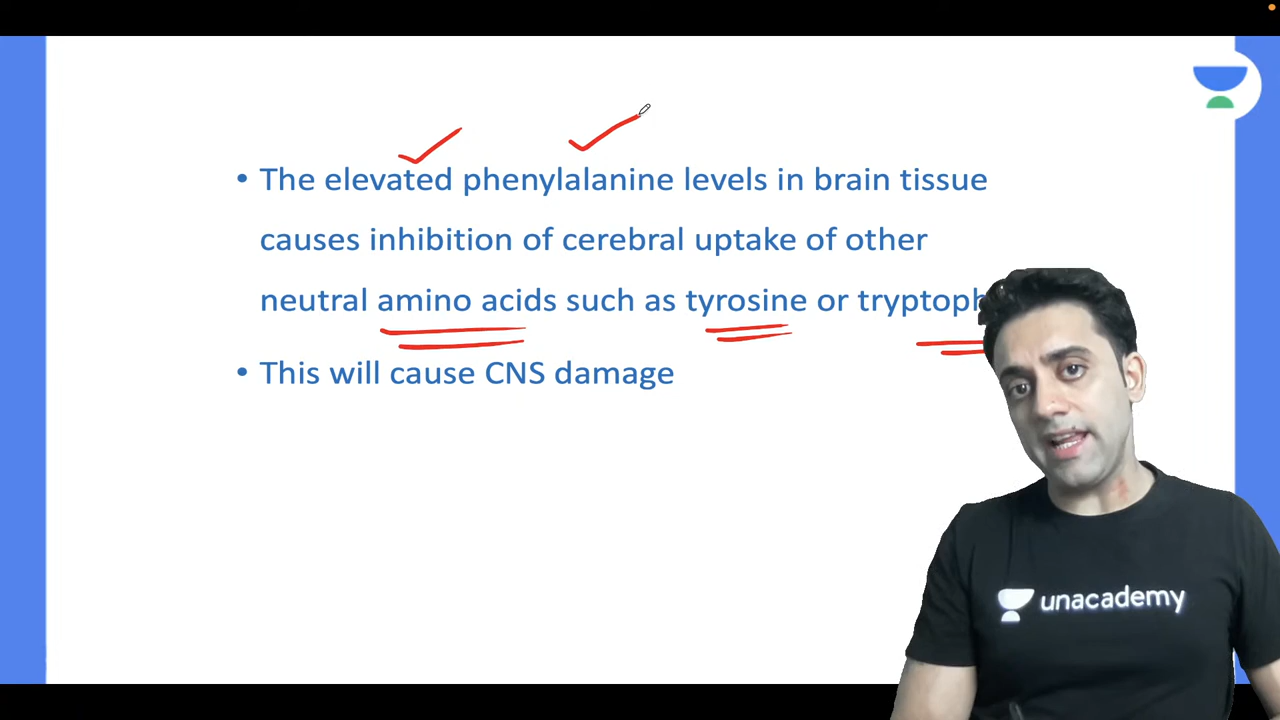 • The elevated phenylalanine levels in brain tissue
causes inhibition of cerebral uptake of other
neutral amino acids such as tyrosine or
• This will cause CNS damage
unacademy